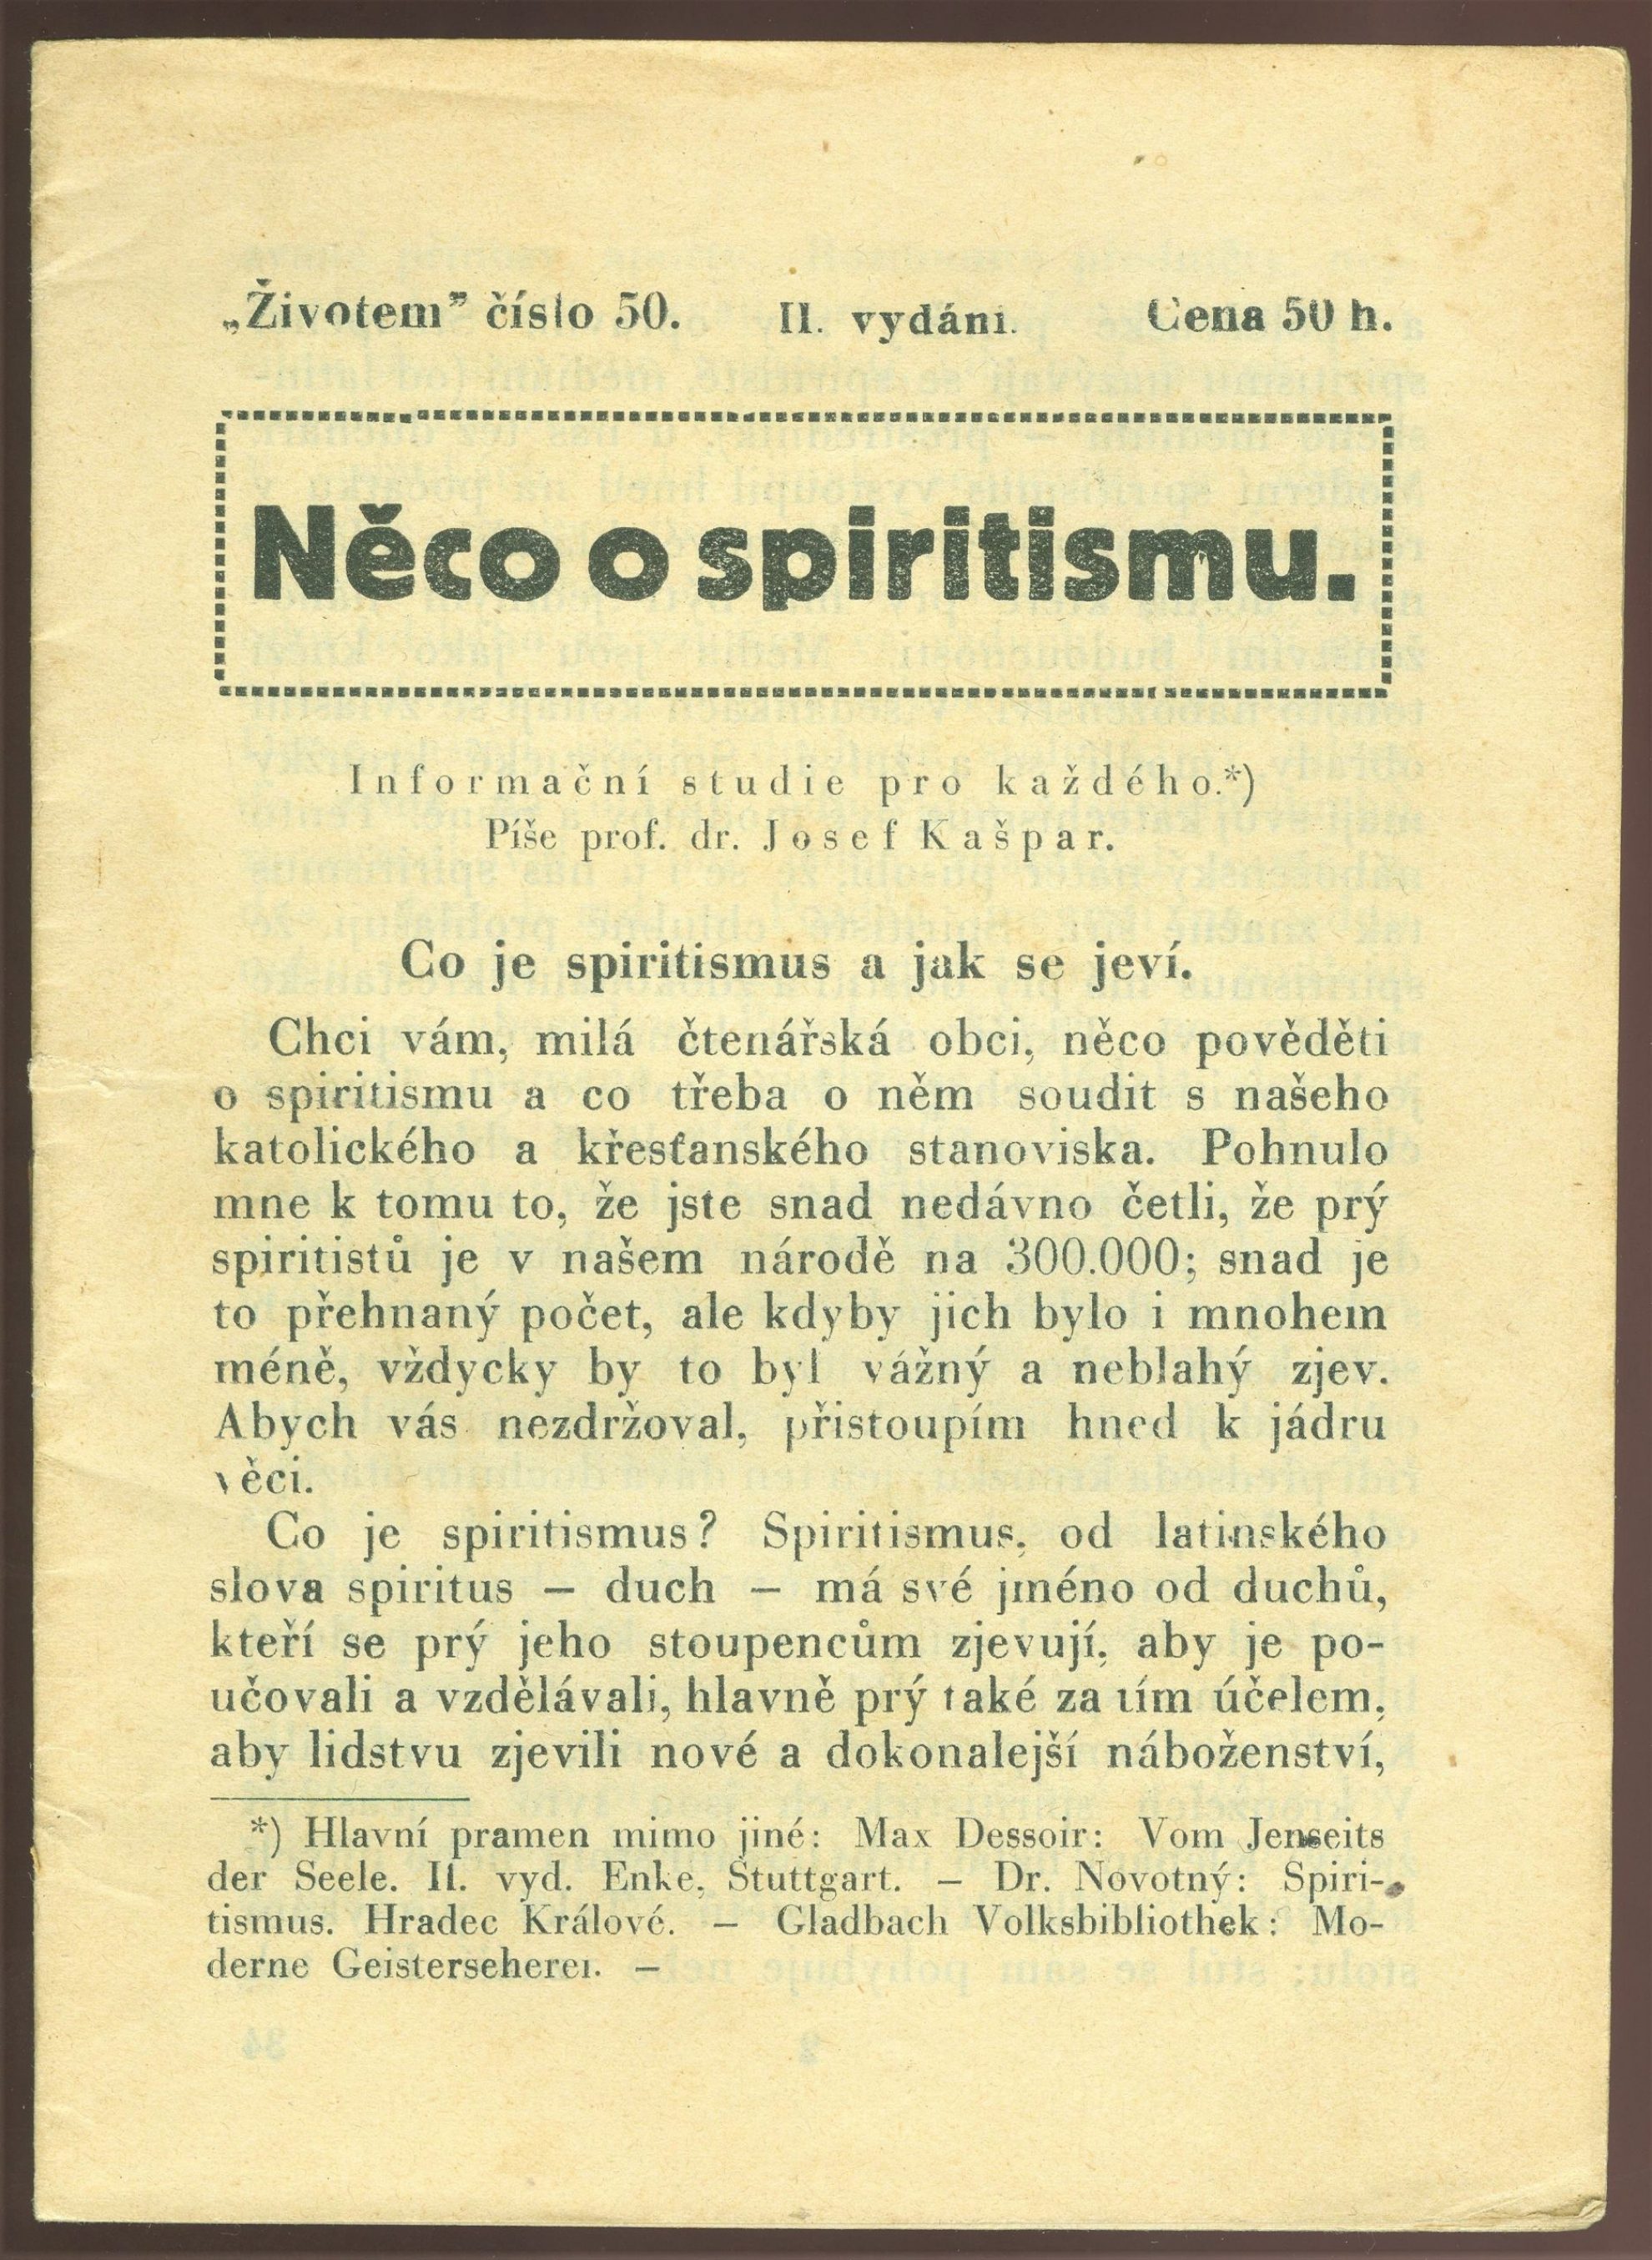 „Životem” číslo 50. II. vydání. Cena 50 h.
Něco o spiritismu.
Informační studie pro každého.*)
Píše prof. dr. Josef Kašpar.
Co je spiritismus a jak se jeví.
Chci vám, milá čtenářská obci, něco pověděti
o spiritismu a co třeba o něm soudit s našeho
katolického a křesťanského stanoviska. Pohnulo
mne k tomu to, že jste snad nedávno četli, že prý
spiritistů je v našem národě na 300.000; snad je
to přehnaný počet, ale kdyby jich bylo i mnohem
méně, vždycky by to byl vážný a neblahý zjev.
Abych vás nezdržoval, přistoupím hned k jádru
věci.
Co je spiritismus? Spiritismus, od latinského
slova spiritus — duch — má své jméno od duchů,
kteří se prý jeho stoupencům zjevují, aby je po-
učovali a vzdělávali, hlavně prý také za tím účelem,
aby lidstvu zjevili nové a dokonalejší náboženství,
*) Hlavní pramen mimo jiné: Max Dessoir: Vom Jenseits
der Seele. II. vyd. Enke, Stuttgart. — Dr. Novotný: Spiri-
tismus. Hradec Králové. — Gladbach Volksbibliothek: Mo-
derne Geisterseherei. —